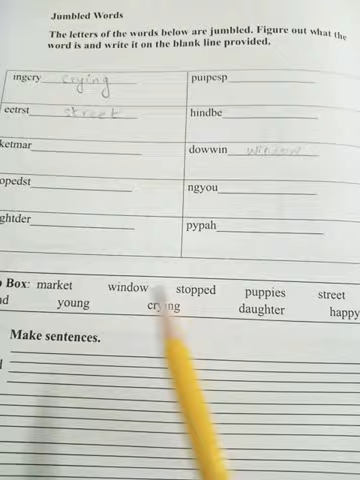 Jumbled Words
The letters of the words below are jumbled. Figure out what the
word is and write it on the blank line provided.
ingcry crying puipesp
eetrst street hindbe
ketmar dowwin window
opedst ngyou
ghtder pypah
Box: market window stopped puppies street
young crying daughter happy
Make sentences.